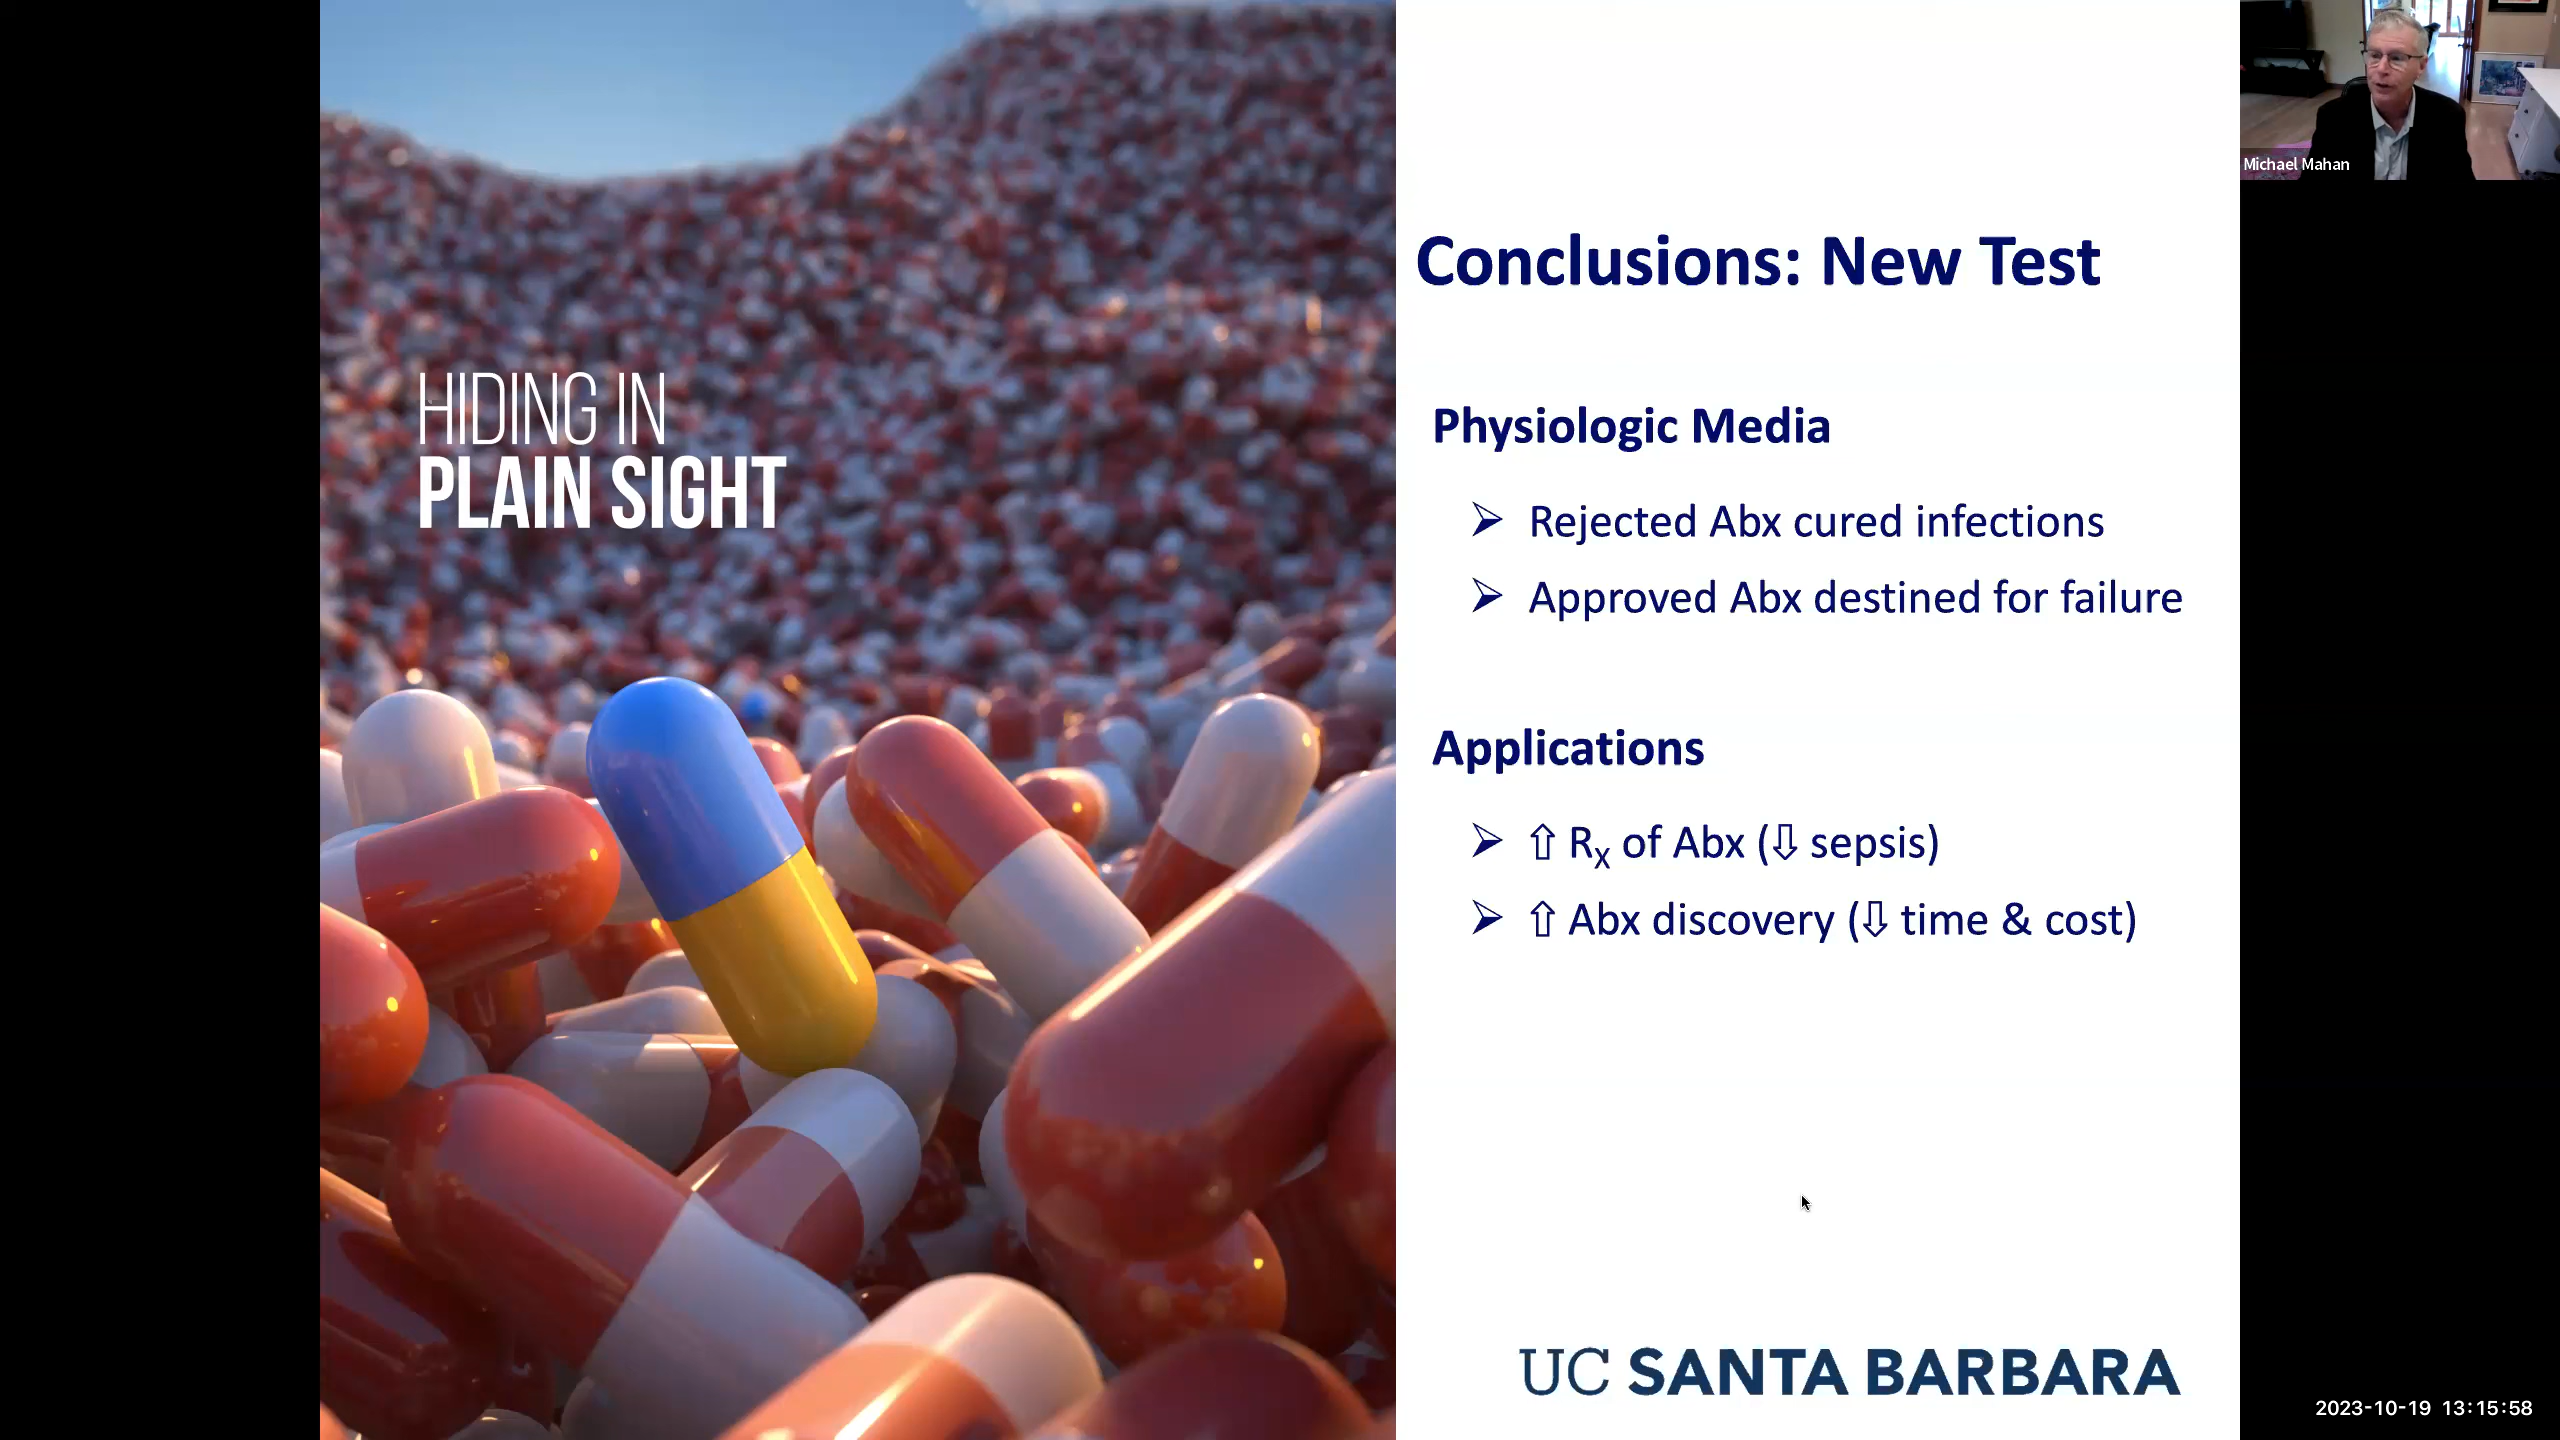 HIDING IN
PLAIN SIGHT
Conclusions: New Test
Physiologic Media
➢ Rejected Abx cured infections
➢ Approved Abx destined for failure
Applications
➢ ⇧ Rx of Abx (⇩ sepsis)
➢ ⇧ Abx discovery (⇩ time & cost)
UC SANTA BARBARA
Michael Mahan
2023-10-19 13:15:58